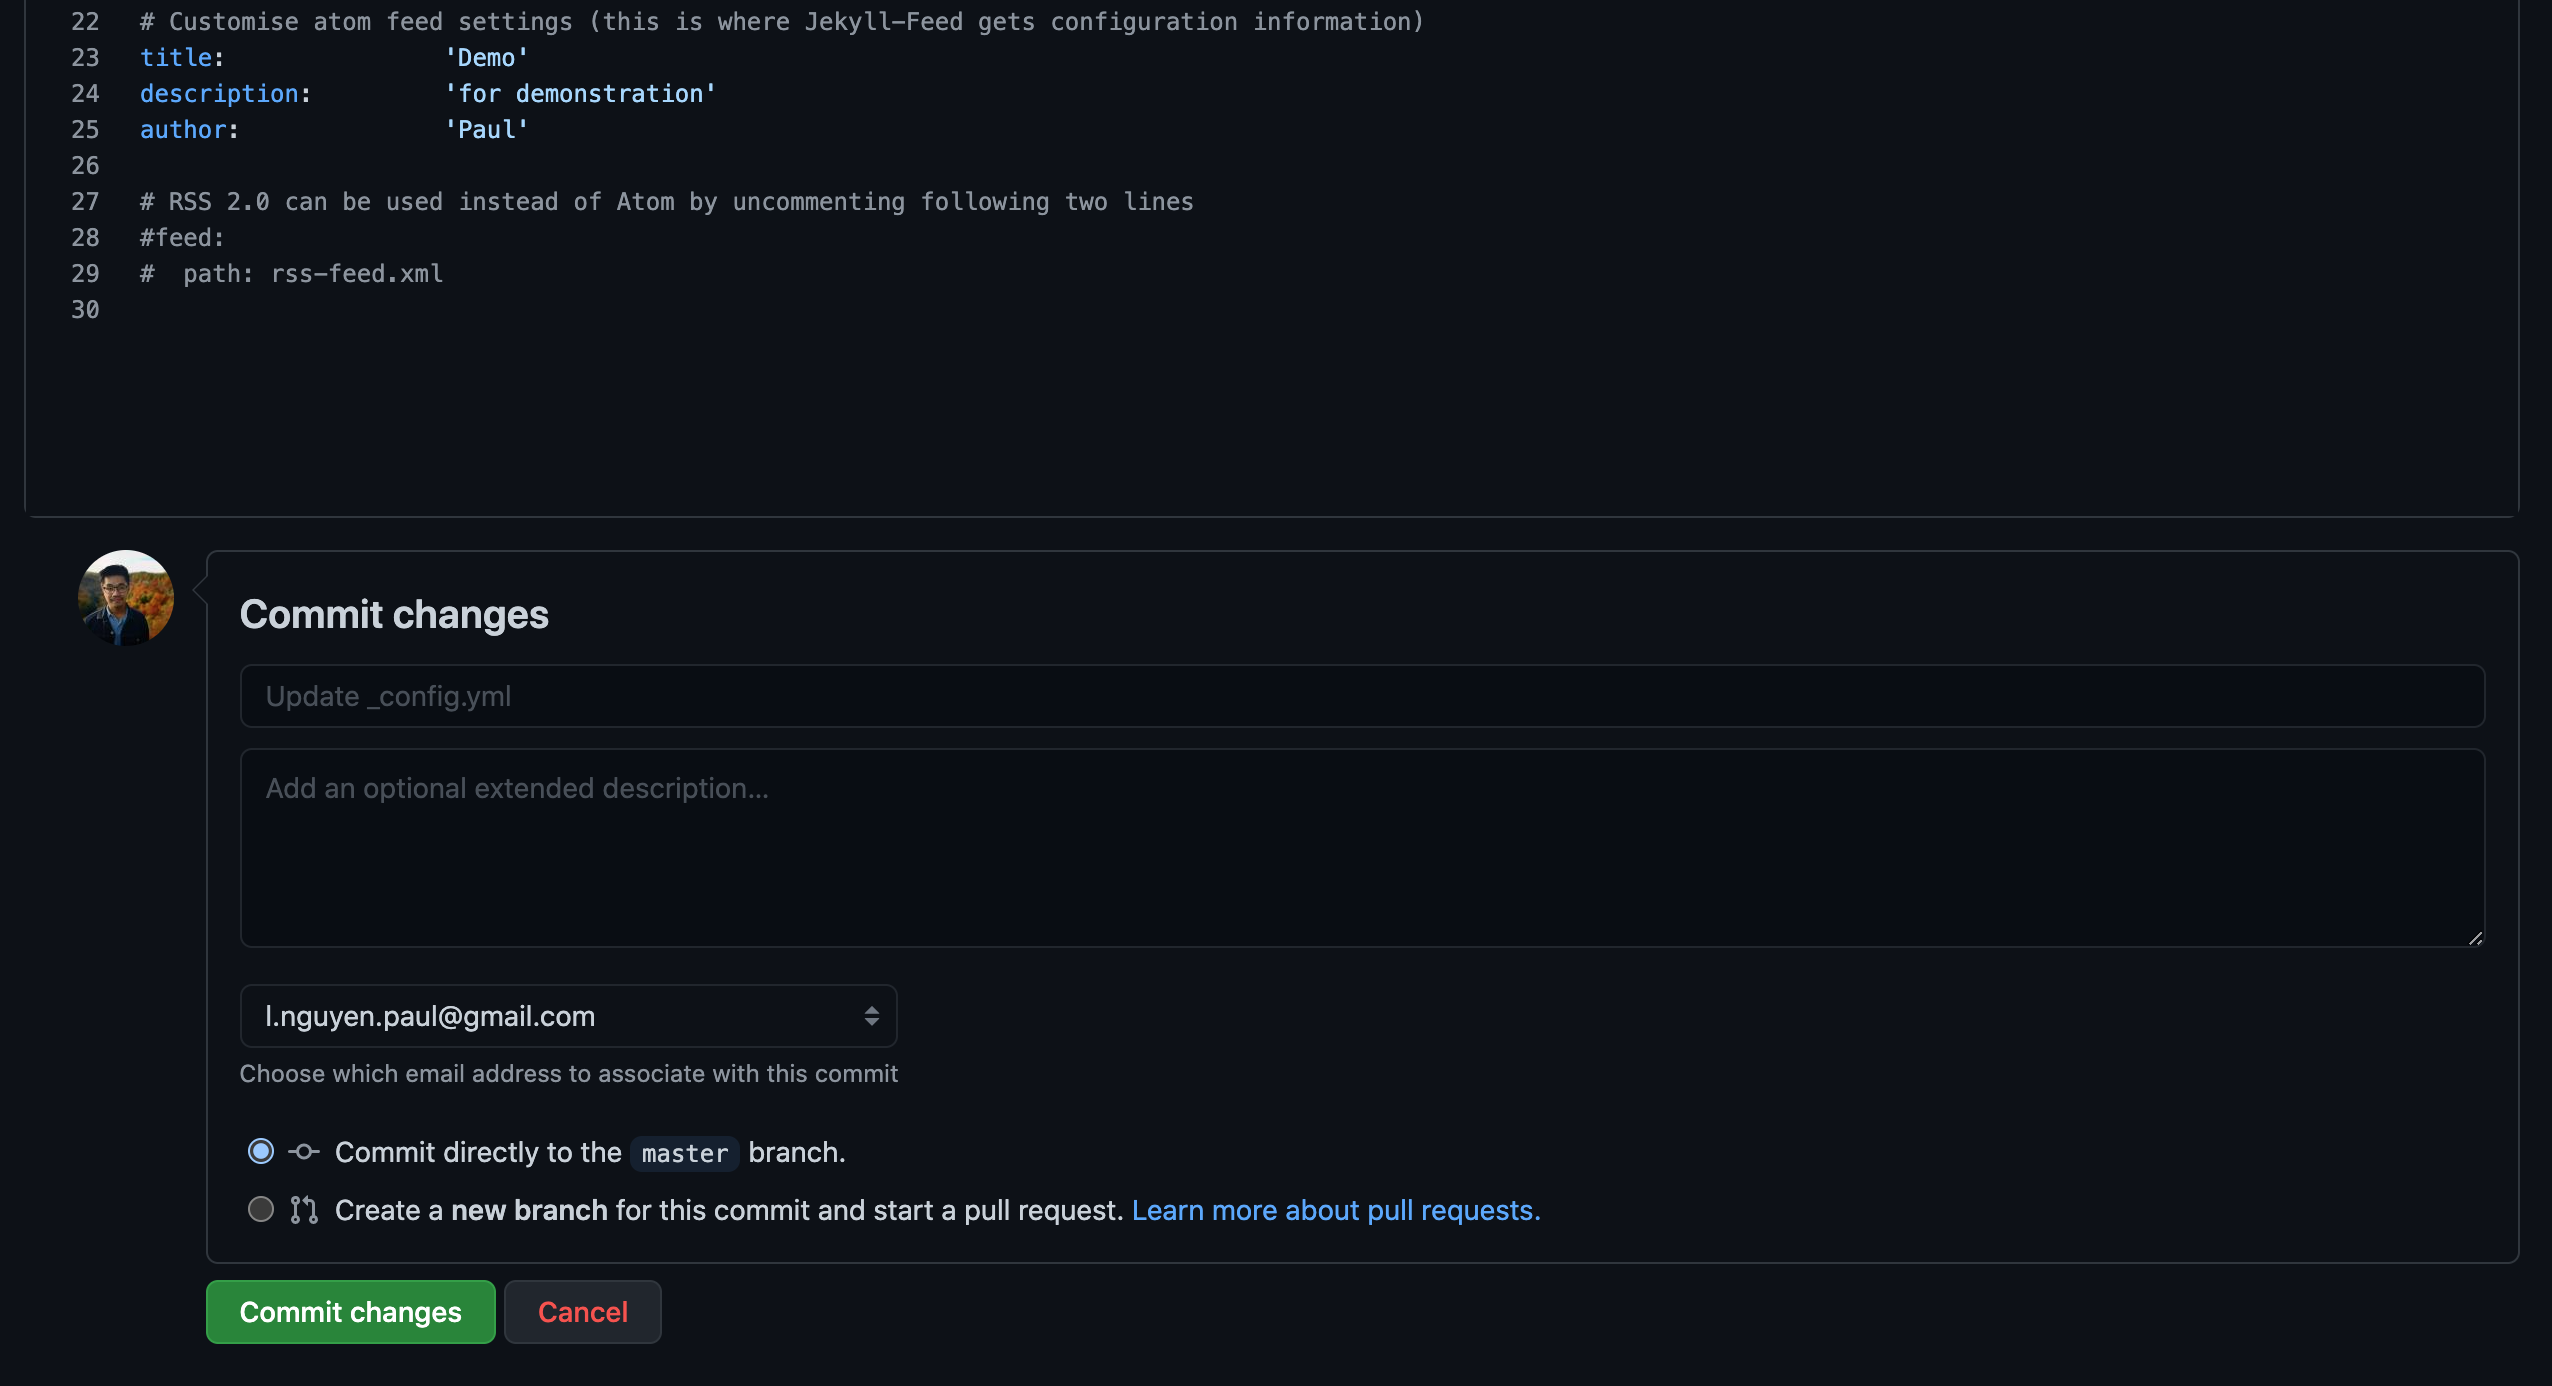 22 # Customise atom feed settings (this is where Jekyll-Feed gets configuration information)
23 title: 'Demo'
24 description: 'for demonstration'
25 author: 'Paul'
26
27 # RSS 2.0 can be used instead of Atom by uncommenting following two lines
28 #feed:
29 #  path: rss-feed.xml
30
Commit changes
Update _config.yml
Add an optional extended description...
l.nguyen.paul@gmail.com
Choose which email address to associate with this commit
Commit directly to the master branch.
Create a new branch for this commit and start a pull request. Learn more about pull requests.
Commit changes Cancel